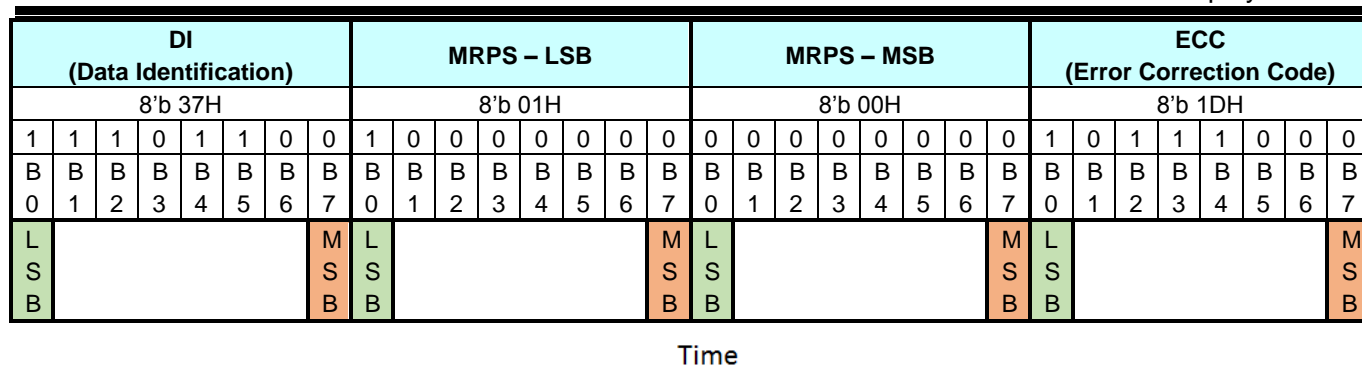 DI MRPS – LSB MRPS – MSB ECC
(Data Identification) (Error Correction Code)
8’b 37H 8’b 01H 8’b 00H 8’b 1DH
1 1 1 0 1 1 0 0 1 0 0 0 0 0 0 0 0 0 0 0 0 0 0 0 1 0 1 1 1 0 0 0
B B B B B B B B B B B B B B B B B B B B B B B B B B B B B B B B
0 1 2 3 4 5 6 7 0 1 2 3 4 5 6 7 0 1 2 3 4 5 6 7 0 1 2 3 4 5 6 7
L M L M L M L M
S S S S S S S S
B B B B B B B B
Time